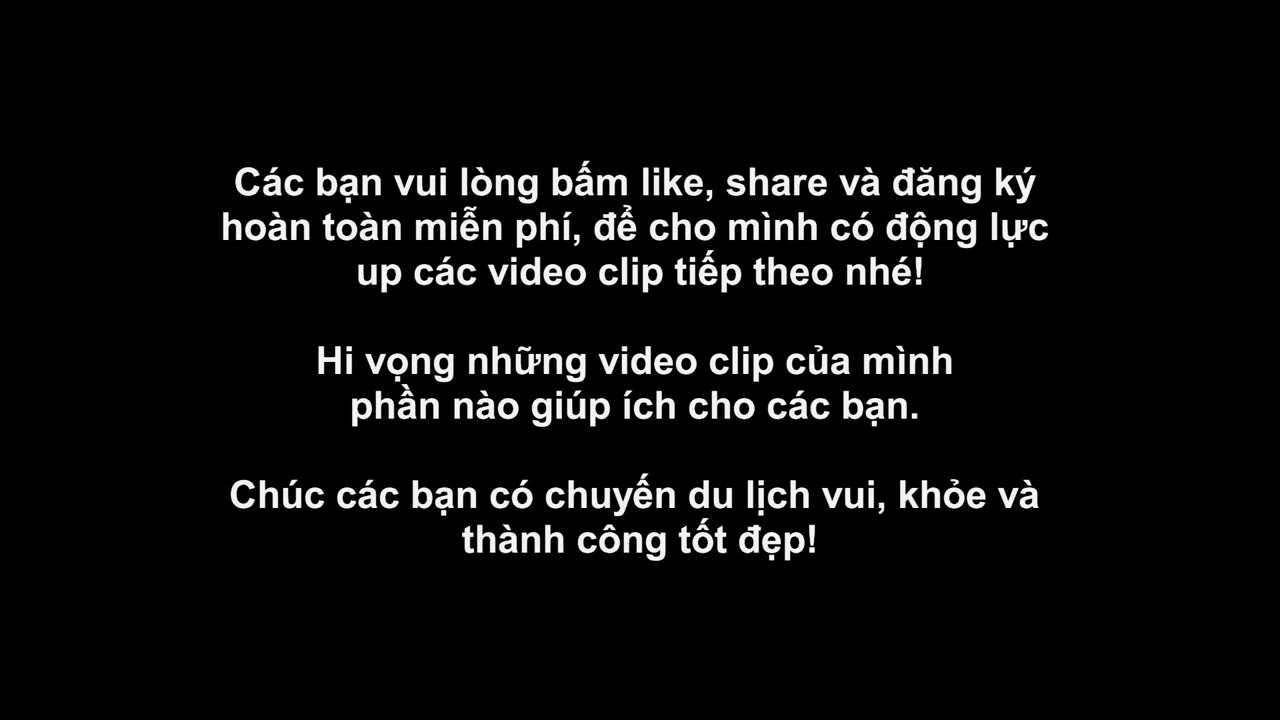 Các bạn vui lòng bấm like, share và đăng ký
hoàn toàn miễn phí, để cho mình có động lực
up các video clip tiếp theo nhé!
Hi vọng những video clip của mình
phần nào giúp ích cho các bạn.
Chúc các bạn có chuyến du lịch vui, khỏe và
thành công tốt đẹp!